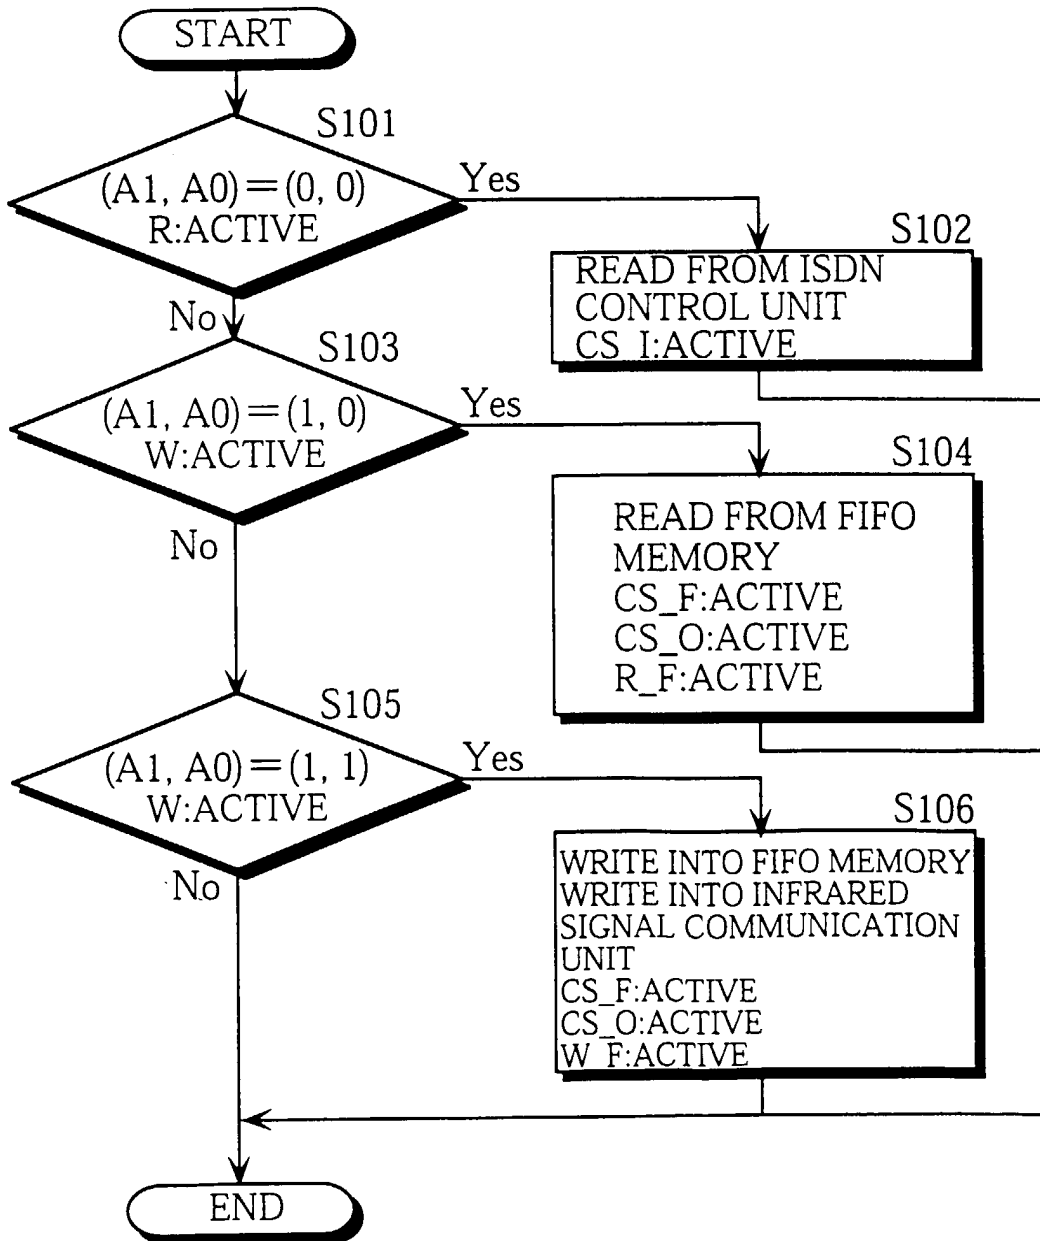 START
S101
(A1, A0)=(0, 0)
R:ACTIVE
Yes
No
S102
READ FROM ISDN
CONTROL UNIT
CS_I:ACTIVE
S103
(A1, A0)=(1, 0)
W:ACTIVE
Yes
No
S104
READ FROM FIFO
MEMORY
CS_F:ACTIVE
CS_O:ACTIVE
R_F:ACTIVE
S105
(A1, A0)=(1, 1)
W:ACTIVE
Yes
No
S106
WRITE INTO FIFO MEMORY
WRITE INTO INFRARED
SIGNAL COMMUNICATION
UNIT
CS_F:ACTIVE
CS_O:ACTIVE
W_F:ACTIVE
END